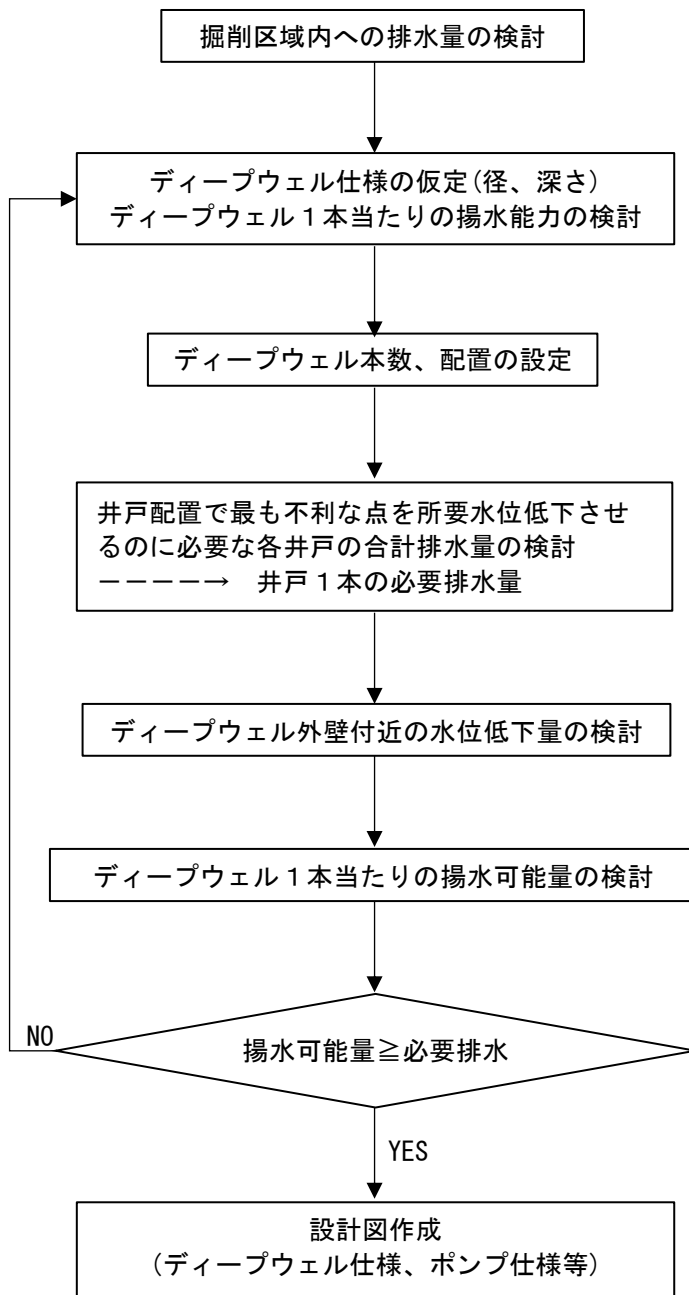 掘削区域内への排水量の検討
ディープウェル仕様の仮定(径、深さ)
ディープウェル１本当たりの揚水能力の検討
ディープウェル本数、配置の設定
井戸配置で最も不利な点を所要水位低下させ
るのに必要な各井戸の合計排水量の検討
ーーーー→　井戸１本の必要排水量
ディープウェル外壁付近の水位低下量の検討
ディープウェル１本当たりの揚水可能量の検討
NO
揚水可能量≧必要排水
YES
設計図作成
(ディープウェル仕様、ポンプ仕様等)